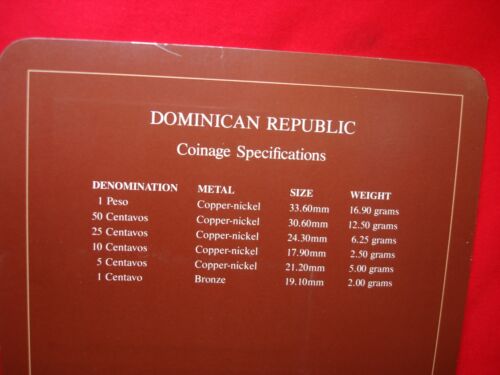 DOMINICAN REPUBLIC
Coinage Specifications
DENOMINATION METAL SIZE WEIGHT
1 Peso Copper-nickel 33.60mm 16.90 grams
50 Centavos Copper-nickel 30.60mm 12.50 grams
25 Centavos Copper-nickel 24.30mm 6.25 grams
10 Centavos Copper-nickel 17.90mm 2.50 grams
5 Centavos Copper-nickel 21.20mm 5.00 grams
1 Centavo Bronze 19.10mm 2.00 grams